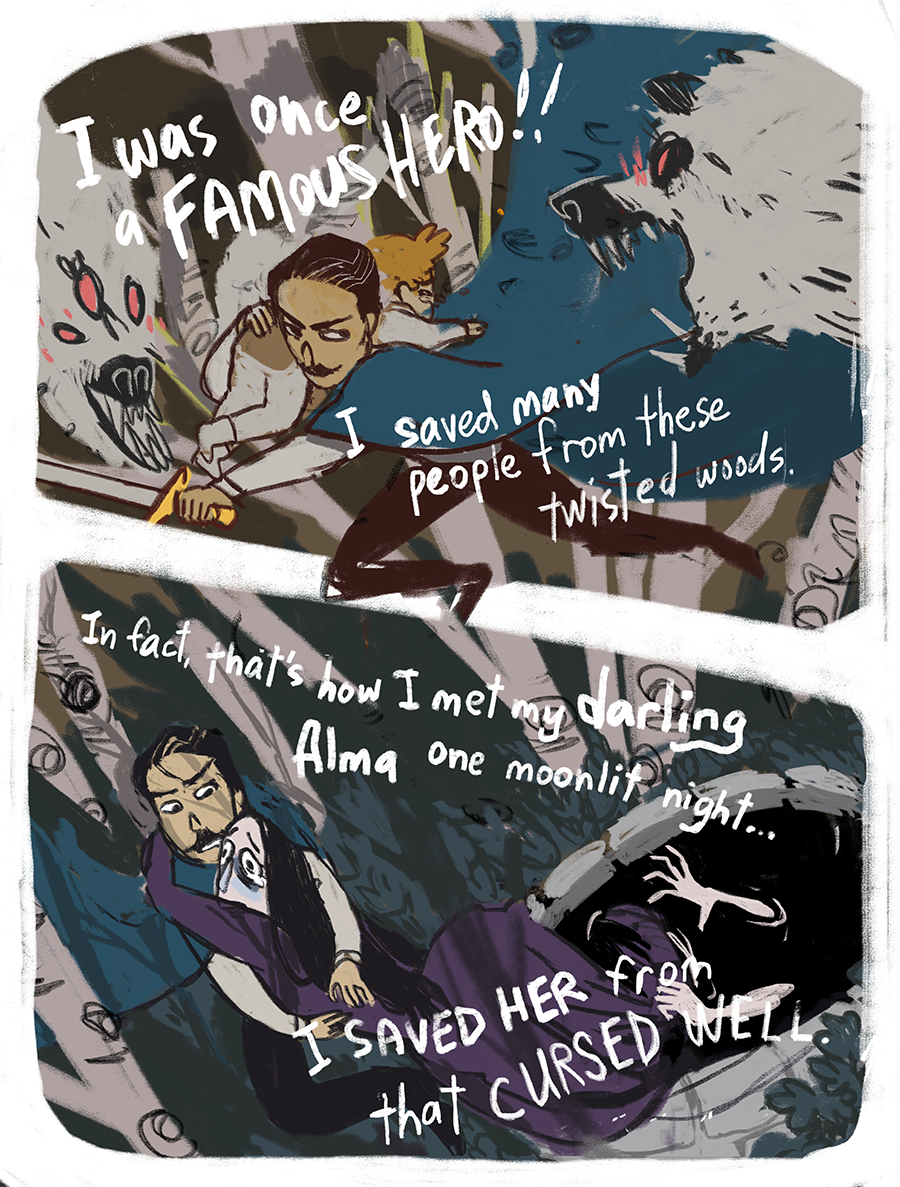 I was once
a FAMOUS HERO!!
I saved many
people from these
twisted woods.
In fact, that's how I met my darling
Alma one moonlit night...
I SAVED HER from
that CURSED WELL.